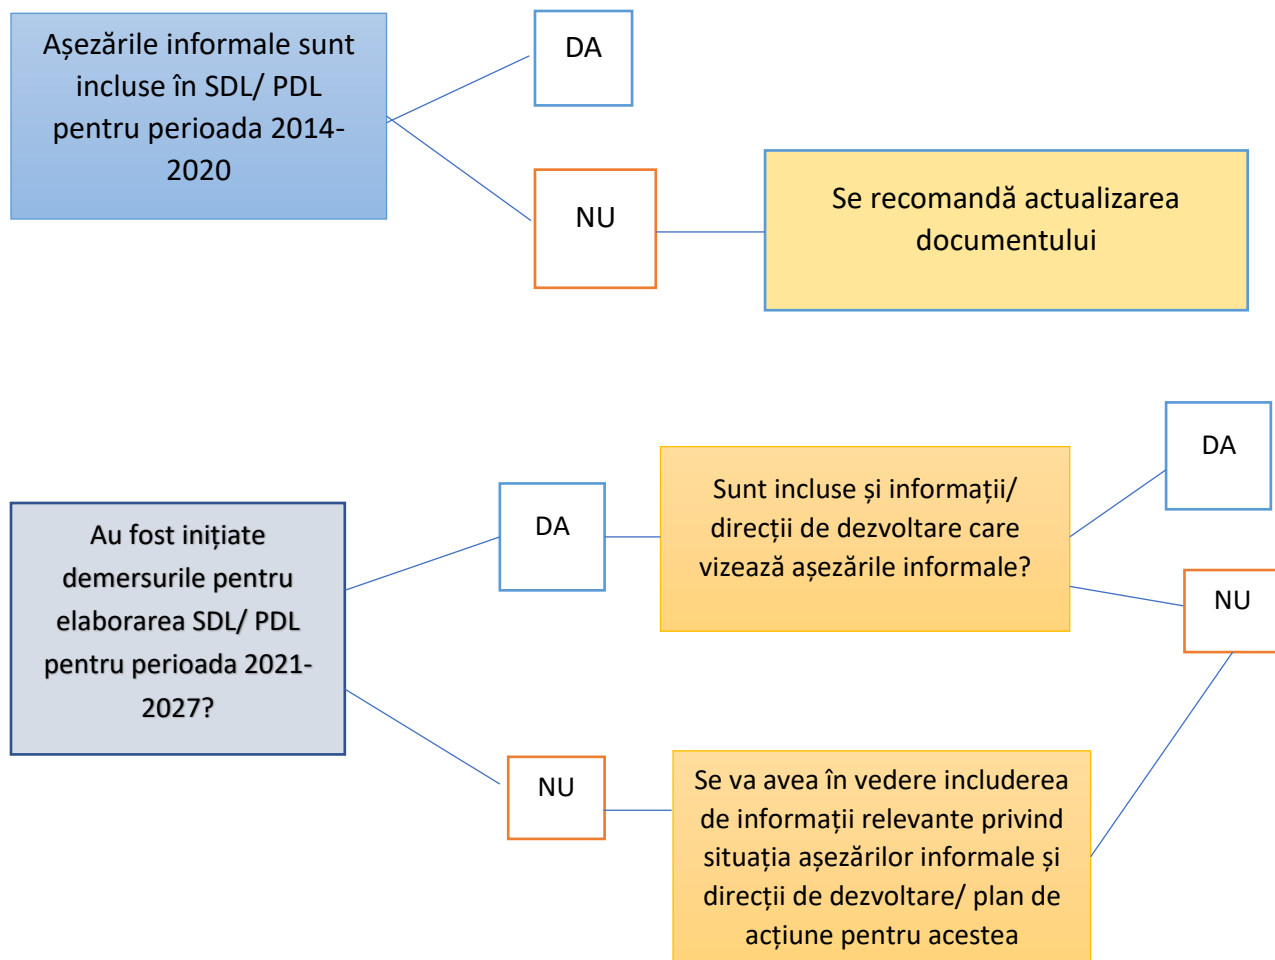 Așezările informale sunt
incluse în SDL/ PDL
pentru perioada 2014-
2020
DA
NU
Se recomandă actualizarea
documentului
Au fost inițiate
demersurile pentru
elaborarea SDL/ PDL
pentru perioada 2021-
2027?
DA
Sunt incluse și informații/
direcții de dezvoltare care
vizează așezările informale?
DA
NU
NU
Se va avea în vedere includerea
de informații relevante privind
situația așezărilor informale și
direcții de dezvoltare/ plan de
acțiune pentru acestea